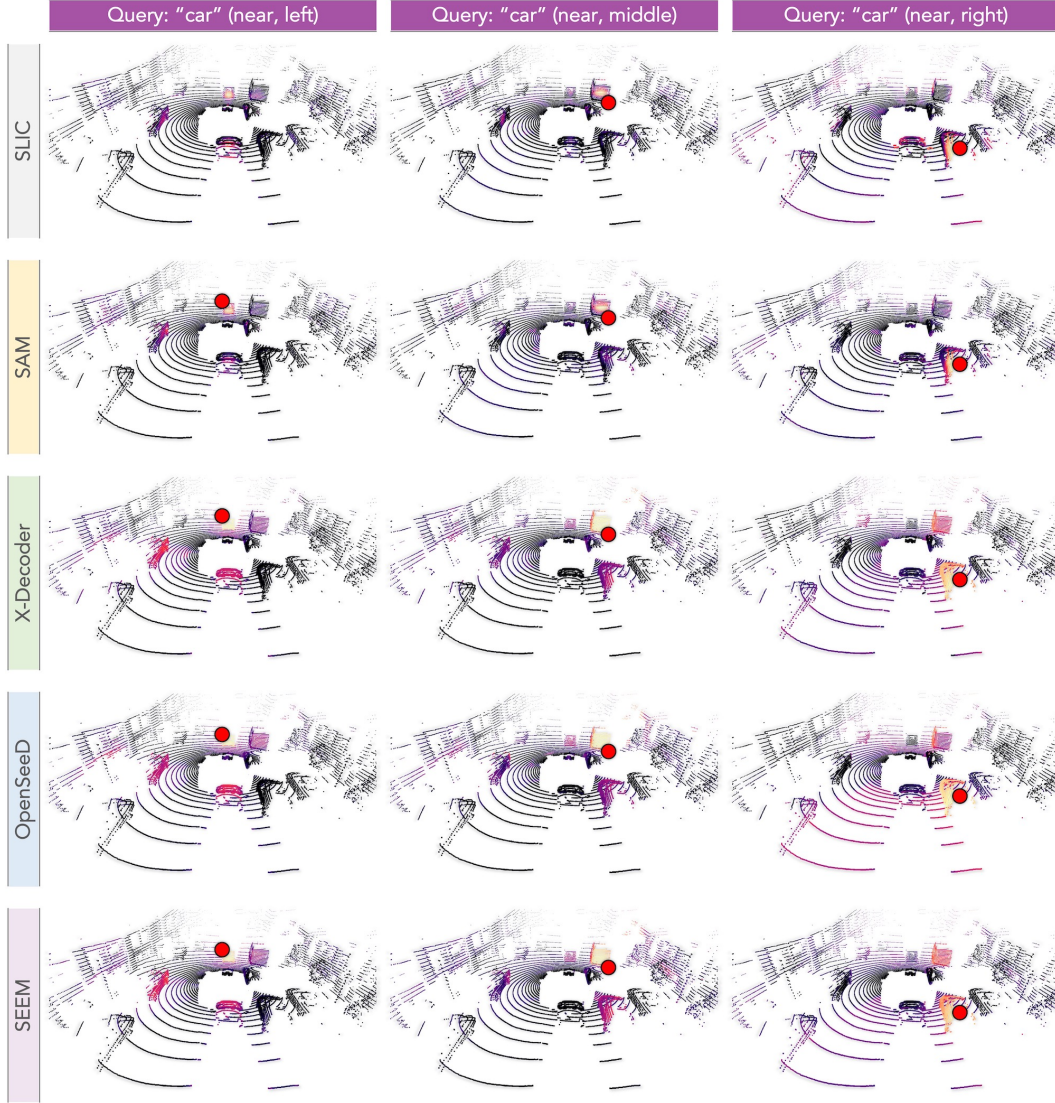 Query: “car” (near, left)
Query: “car” (near, middle)
Query: “car” (near, right)
SLIC
SAM
X-Decoder
OpenSeeD
SEEM